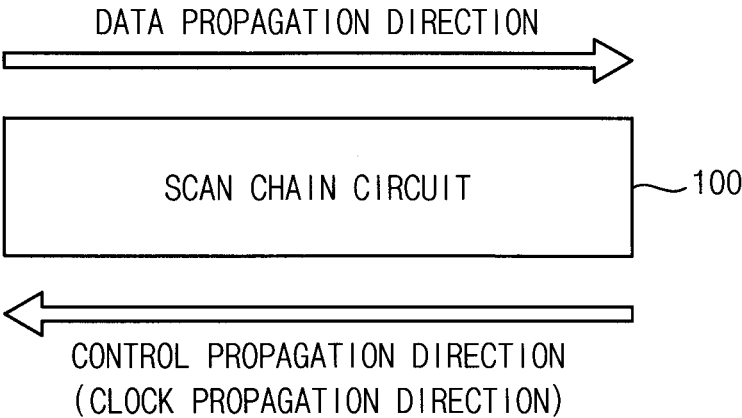 DATA PROPAGATION DIRECTION
SCAN CHAIN CIRCUIT
100
CONTROL PROPAGATION DIRECTION
(CLOCK PROPAGATION DIRECTION)